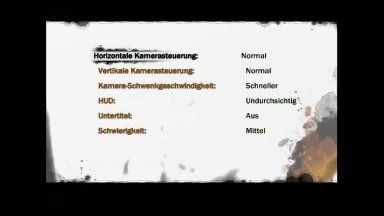 Horizontale Kamerasteuerung: Normal
Vertikale Kamerasteuerung: Normal
Kamera-Schwenkgeschwindigkeit: Schneller
HUD: Undurchsichtig
Untertitel: Aus
Schwierigkeit: Mittel